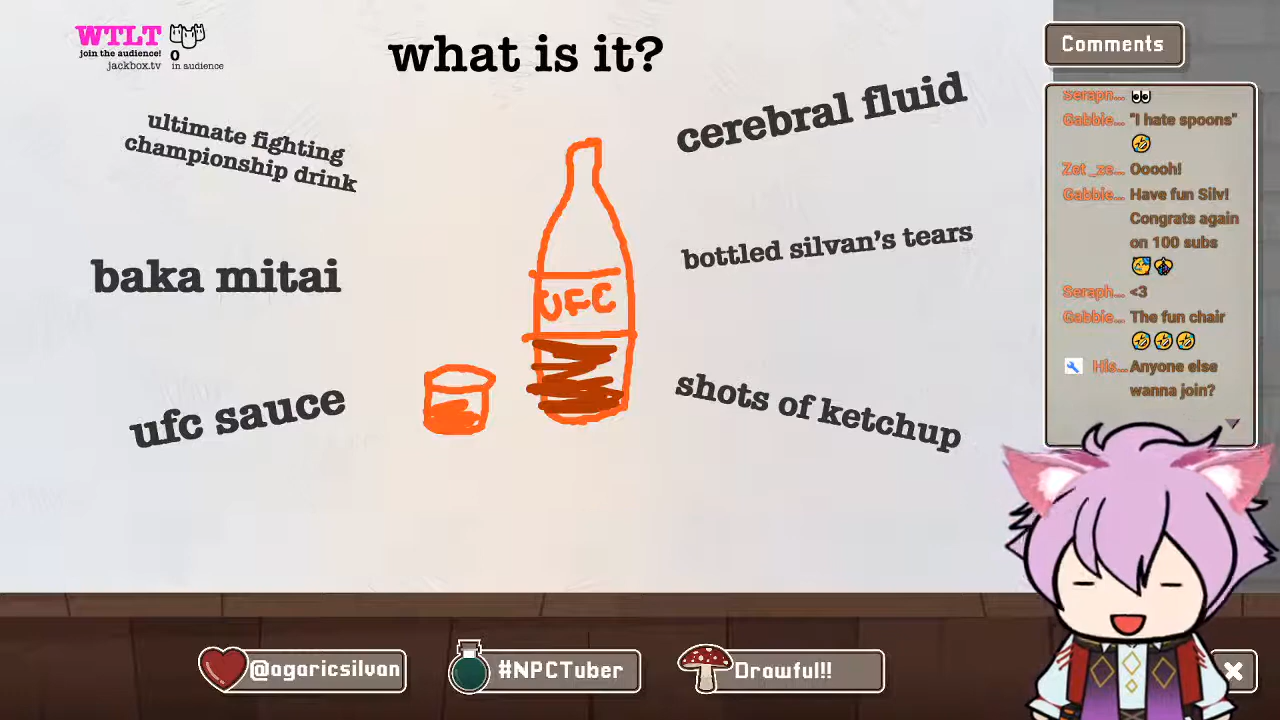 WTLT
join the audience!
jackbox.tv
0
in audience
what is it?
ultimate fighting
championship drink
cerebral fluid
baka mitai
bottled silvan's tears
UFC
ufc sauce
shots of ketchup
Comments
Seraph... 👀
Gabbie... "I hate spoons"
🤣
Zet_ze... Ooooh!
Gabbie... Have fun Silv!
Congrats again
on 100 subs
Seraph... <3
Gabbie... The fun chair
🤣🤣🤣
His... Anyone else
wanna join?
@agaricsilvan
#NPCTuber
Drawful!!
X